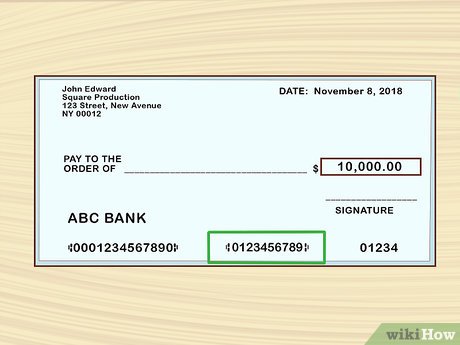 John Edward
Square Production
123 Street, New Avenue
NY 00012
DATE: November 8, 2018
PAY TO THE
ORDER OF ______________________________ $ 10,000.00
SIGNATURE
ABC BANK
⑆0001234567890⑆ ⑆0123456789⑆ 01234
wikiHow